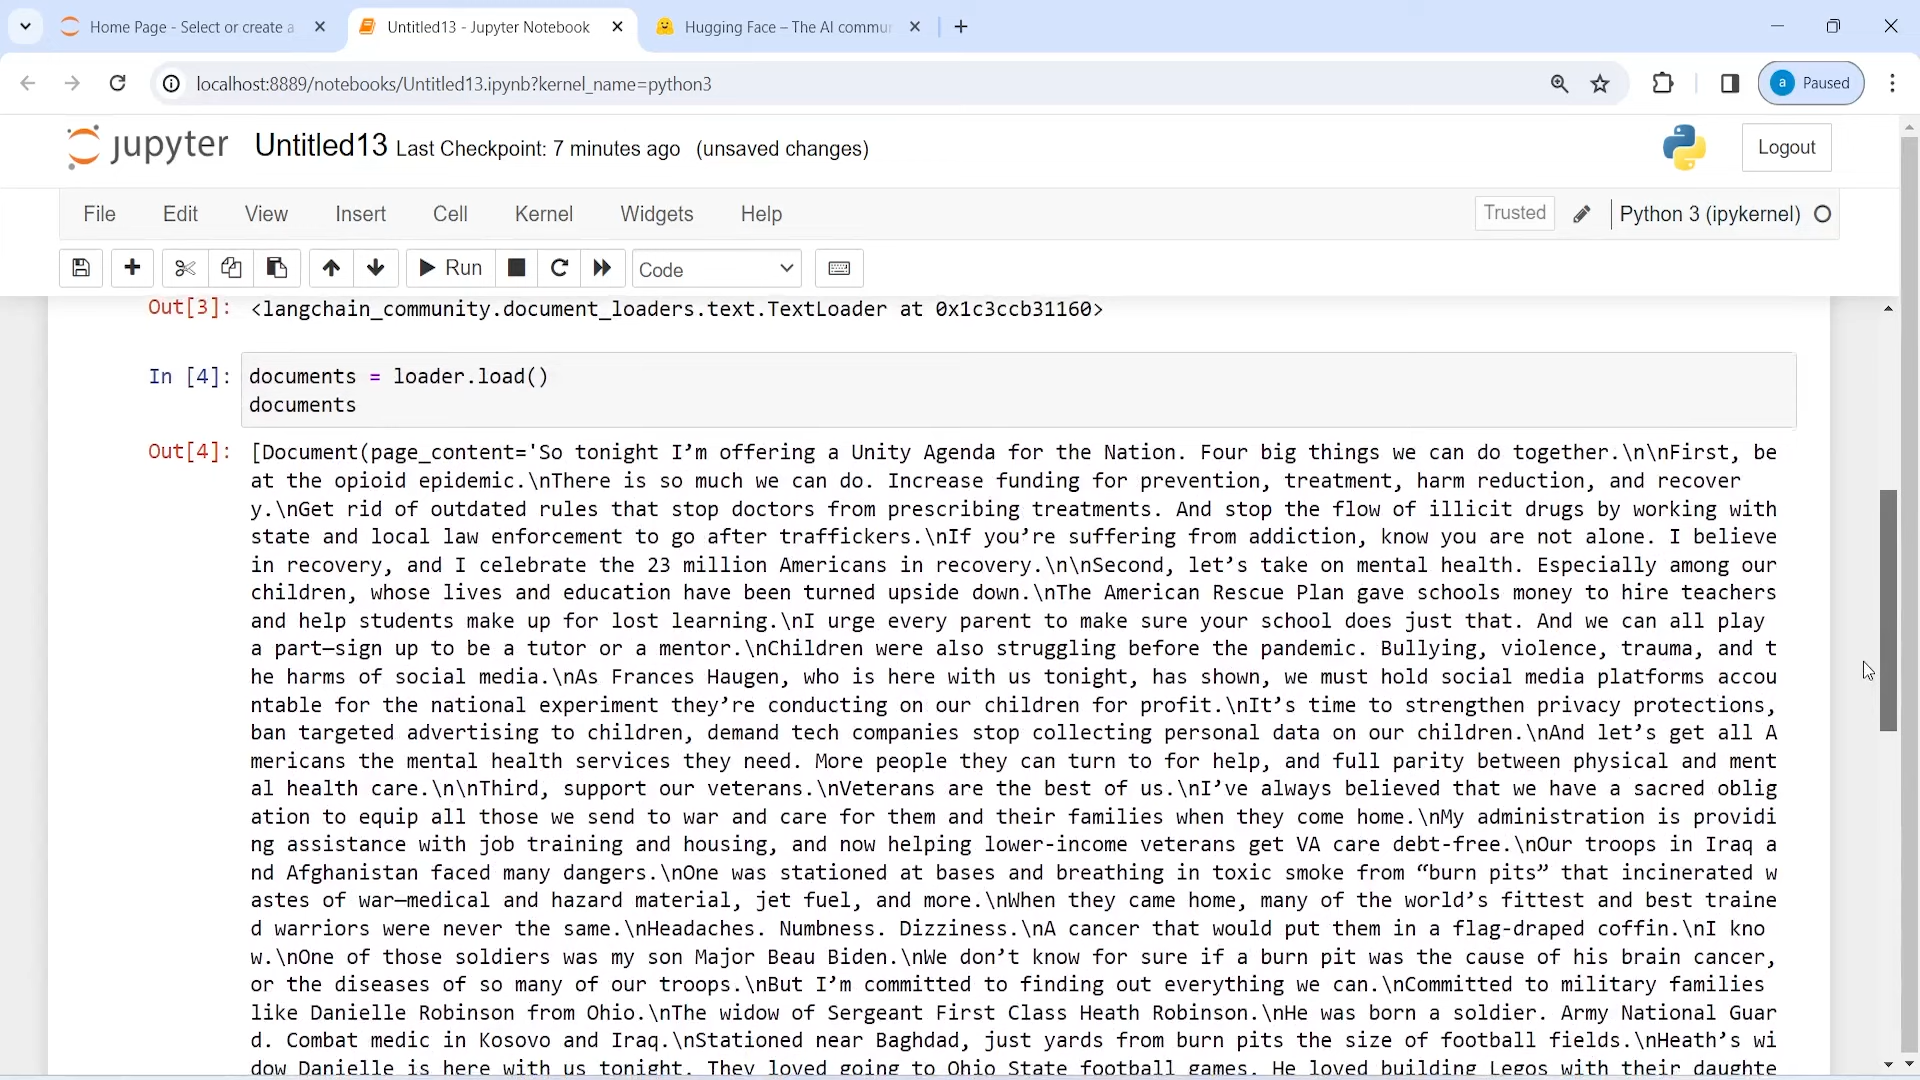 Home Page - Select or create a
Untitled13 - Jupyter Notebook
Hugging Face – The AI commun
localhost:8889/notebooks/Untitled13.ipynb?kernel_name=python3
a Paused
jupyter Untitled13 Last Checkpoint: 7 minutes ago (unsaved changes)
Logout
File Edit View Insert Cell Kernel Widgets Help
Trusted Python 3 (ipykernel)
Run Code
Out[3]: <langchain_community.document_loaders.text.TextLoader at 0x1c3ccb31160>
In [4]: documents = loader.load()
documents
Out[4]: [Document(page_content='So tonight I’m offering a Unity Agenda for the Nation. Four big things we can do together.\n\nFirst, be
at the opioid epidemic.\nThere is so much we can do. Increase funding for prevention, treatment, harm reduction, and recover
y.\nGet rid of outdated rules that stop doctors from prescribing treatments. And stop the flow of illicit drugs by working with
state and local law enforcement to go after traffickers.\nIf you’re suffering from addiction, know you are not alone. I believe
in recovery, and I celebrate the 23 million Americans in recovery.\n\nSecond, let’s take on mental health. Especially among our
children, whose lives and education have been turned upside down.\nThe American Rescue Plan gave schools money to hire teachers
and help students make up for lost learning.\nI urge every parent to make sure your school does just that. And we can all play
a part—sign up to be a tutor or a mentor.\nChildren were also struggling before the pandemic. Bullying, violence, trauma, and t
he harms of social media.\nAs Frances Haugen, who is here with us tonight, has shown, we must hold social media platforms accou
ntable for the national experiment they’re conducting on our children for profit.\nIt’s time to strengthen privacy protections,
ban targeted advertising to children, demand tech companies stop collecting personal data on our children.\nAnd let’s get all A
mericans the mental health services they need. More people they can turn to for help, and full parity between physical and ment
al health care.\n\nThird, support our veterans.\nVeterans are the best of us.\nI’ve always believed that we have a sacred oblig
ation to equip all those we send to war and care for them and their families when they come home.\nMy administration is providi
ng assistance with job training and housing, and now helping lower-income veterans get VA care debt-free.\nOur troops in Iraq a
nd Afghanistan faced many dangers.\nOne was stationed at bases and breathing in toxic smoke from “burn pits” that incinerated w
astes of war—medical and hazard material, jet fuel, and more.\nWhen they came home, many of the world’s fittest and best traine
d warriors were never the same.\nHeadaches. Numbness. Dizziness.\nA cancer that would put them in a flag-draped coffin.\nI kno
w.\nOne of those soldiers was my son Major Beau Biden.\nWe don’t know for sure if a burn pit was the cause of his brain cancer,
or the diseases of so many of our troops.\nBut I’m committed to finding out everything we can.\nCommitted to military families
like Danielle Robinson from Ohio.\nThe widow of Sergeant First Class Heath Robinson.\nHe was born a soldier. Army National Guar
d. Combat medic in Kosovo and Iraq.\nStationed near Baghdad, just yards from burn pits the size of football fields.\nHeath’s wi
dow Danielle is here with us tonight. They loved going to Ohio State football games. He loved building Legos with their daughte